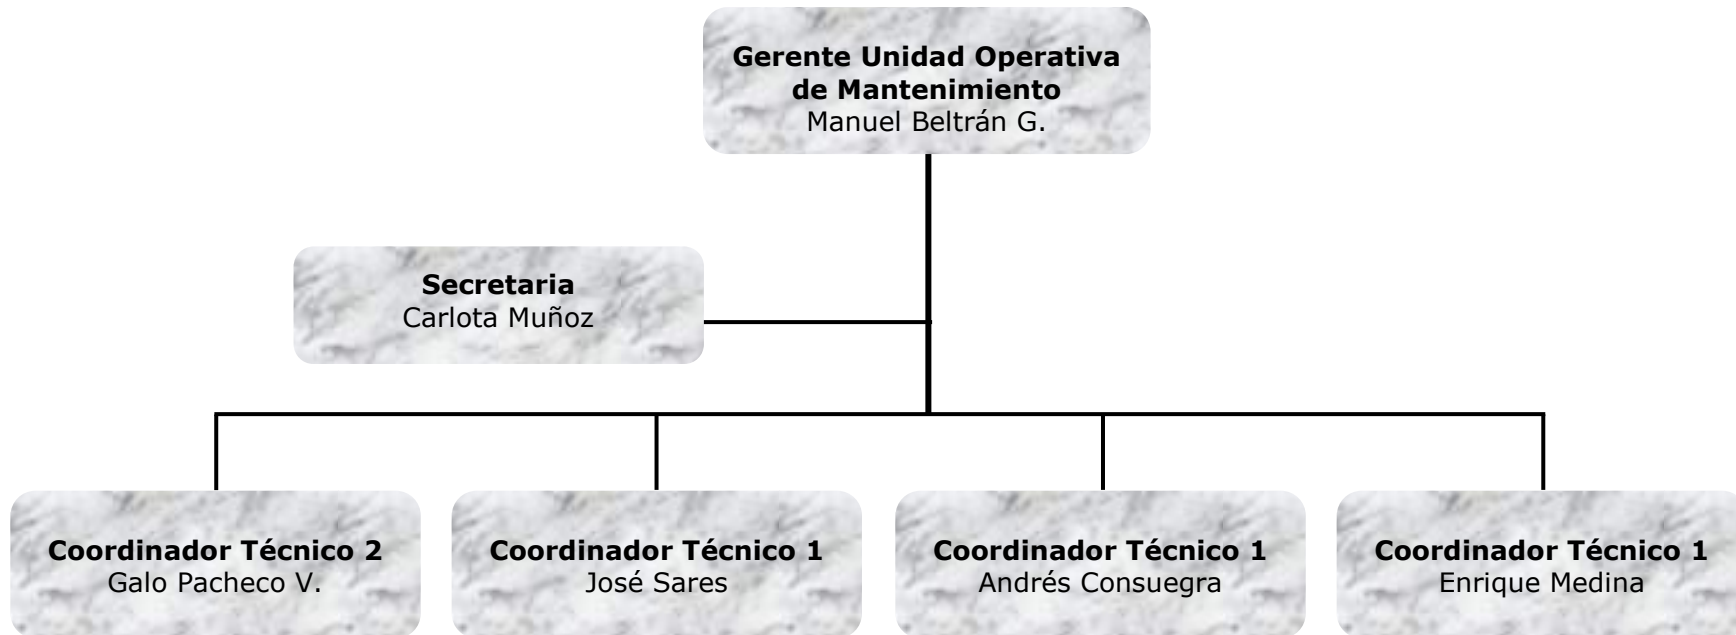 Gerente Unidad Operativa
de Mantenimiento
Manuel Beltrán G.
Secretaria
Carlota Muñoz
Coordinador Técnico 2
Galo Pacheco V.
Coordinador Técnico 1
José Sares
Coordinador Técnico 1
Andrés Consuegra
Coordinador Técnico 1
Enrique Medina